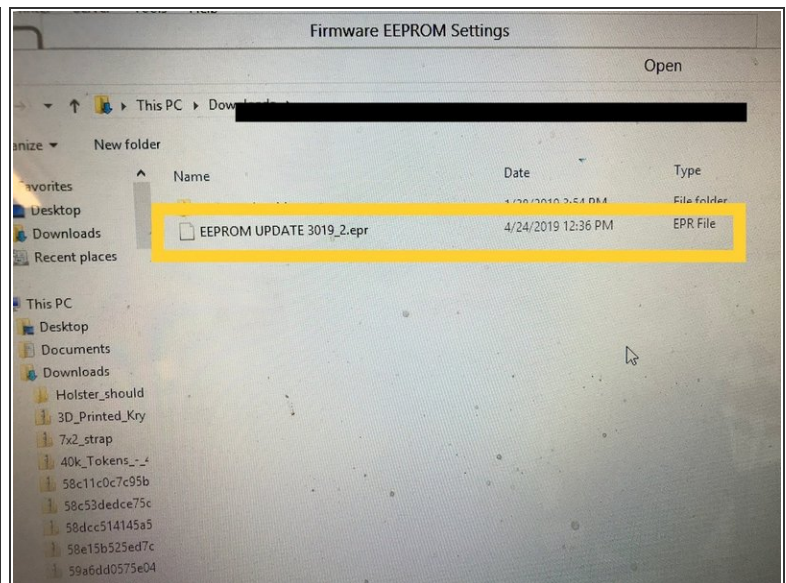 Firmware EEPROM Settings
Open
This PC Downloads
New folder
Name Date Type
Desktop
Downloads
Recent places
EEPROM UPDATE 3019_2.epr 4/24/2019 12:36 PM EPR File
This PC
Desktop
Documents
Downloads
Holster_should
3D_Printed_Kry
7x2_strap
40k_Tokens_-_
58c11c0c7c95b
58c53dedce75c
58dcc514145a5
58e15b525ed7c
59a6dd0575e04